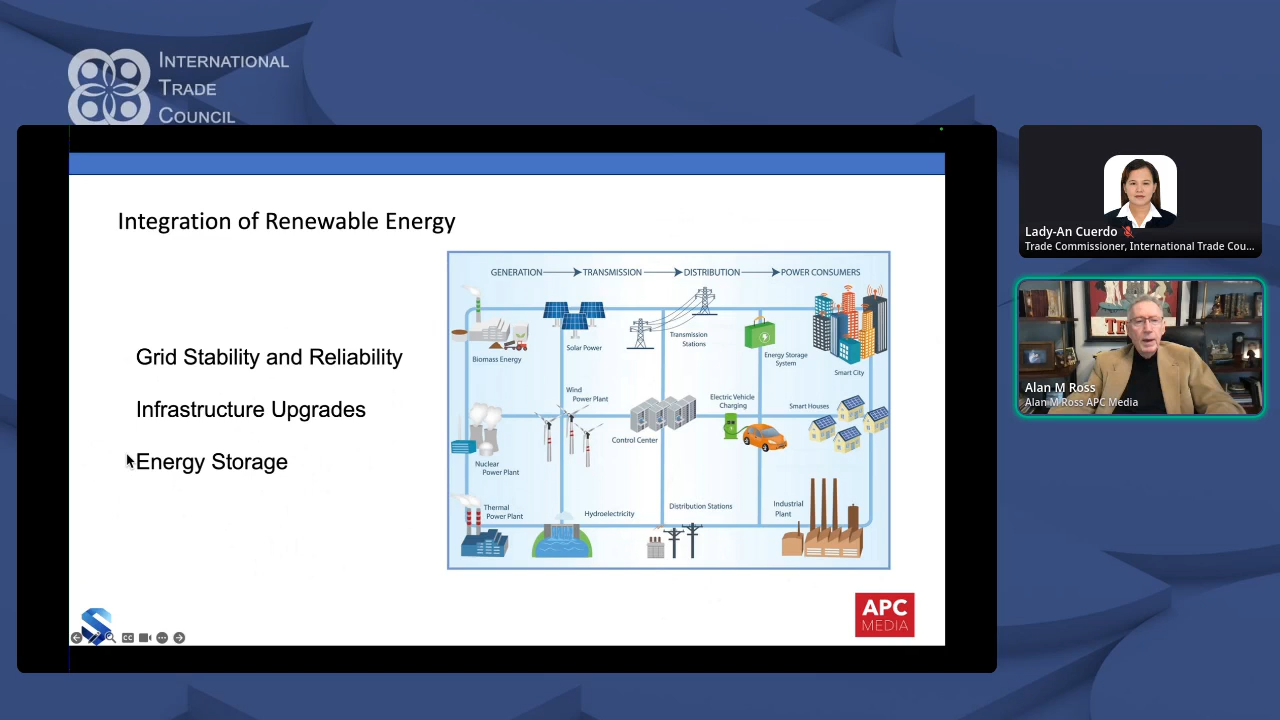 INTERNATIONAL
TRADE
COUNCIL
Integration of Renewable Energy
Grid Stability and Reliability
Infrastructure Upgrades
Energy Storage
GENERATION
TRANSMISSION
DISTRIBUTION
POWER CONSUMERS
Biomass Energy
Solar Power
Transmission
Stations
Energy Storage
System
Smart City
Wind
Power Plant
Control Center
Electric Vehicle
Charging
Smart Houses
Nuclear
Power Plant
Thermal
Power Plant
Hydroelectricity
Distribution Stations
Industrial
Plant
APC
MEDIA
CC
Lady-An Cuerdo
Trade Commissioner, International Trade Cou...
TE
Alan M Ross
Alan M Ross APC Media